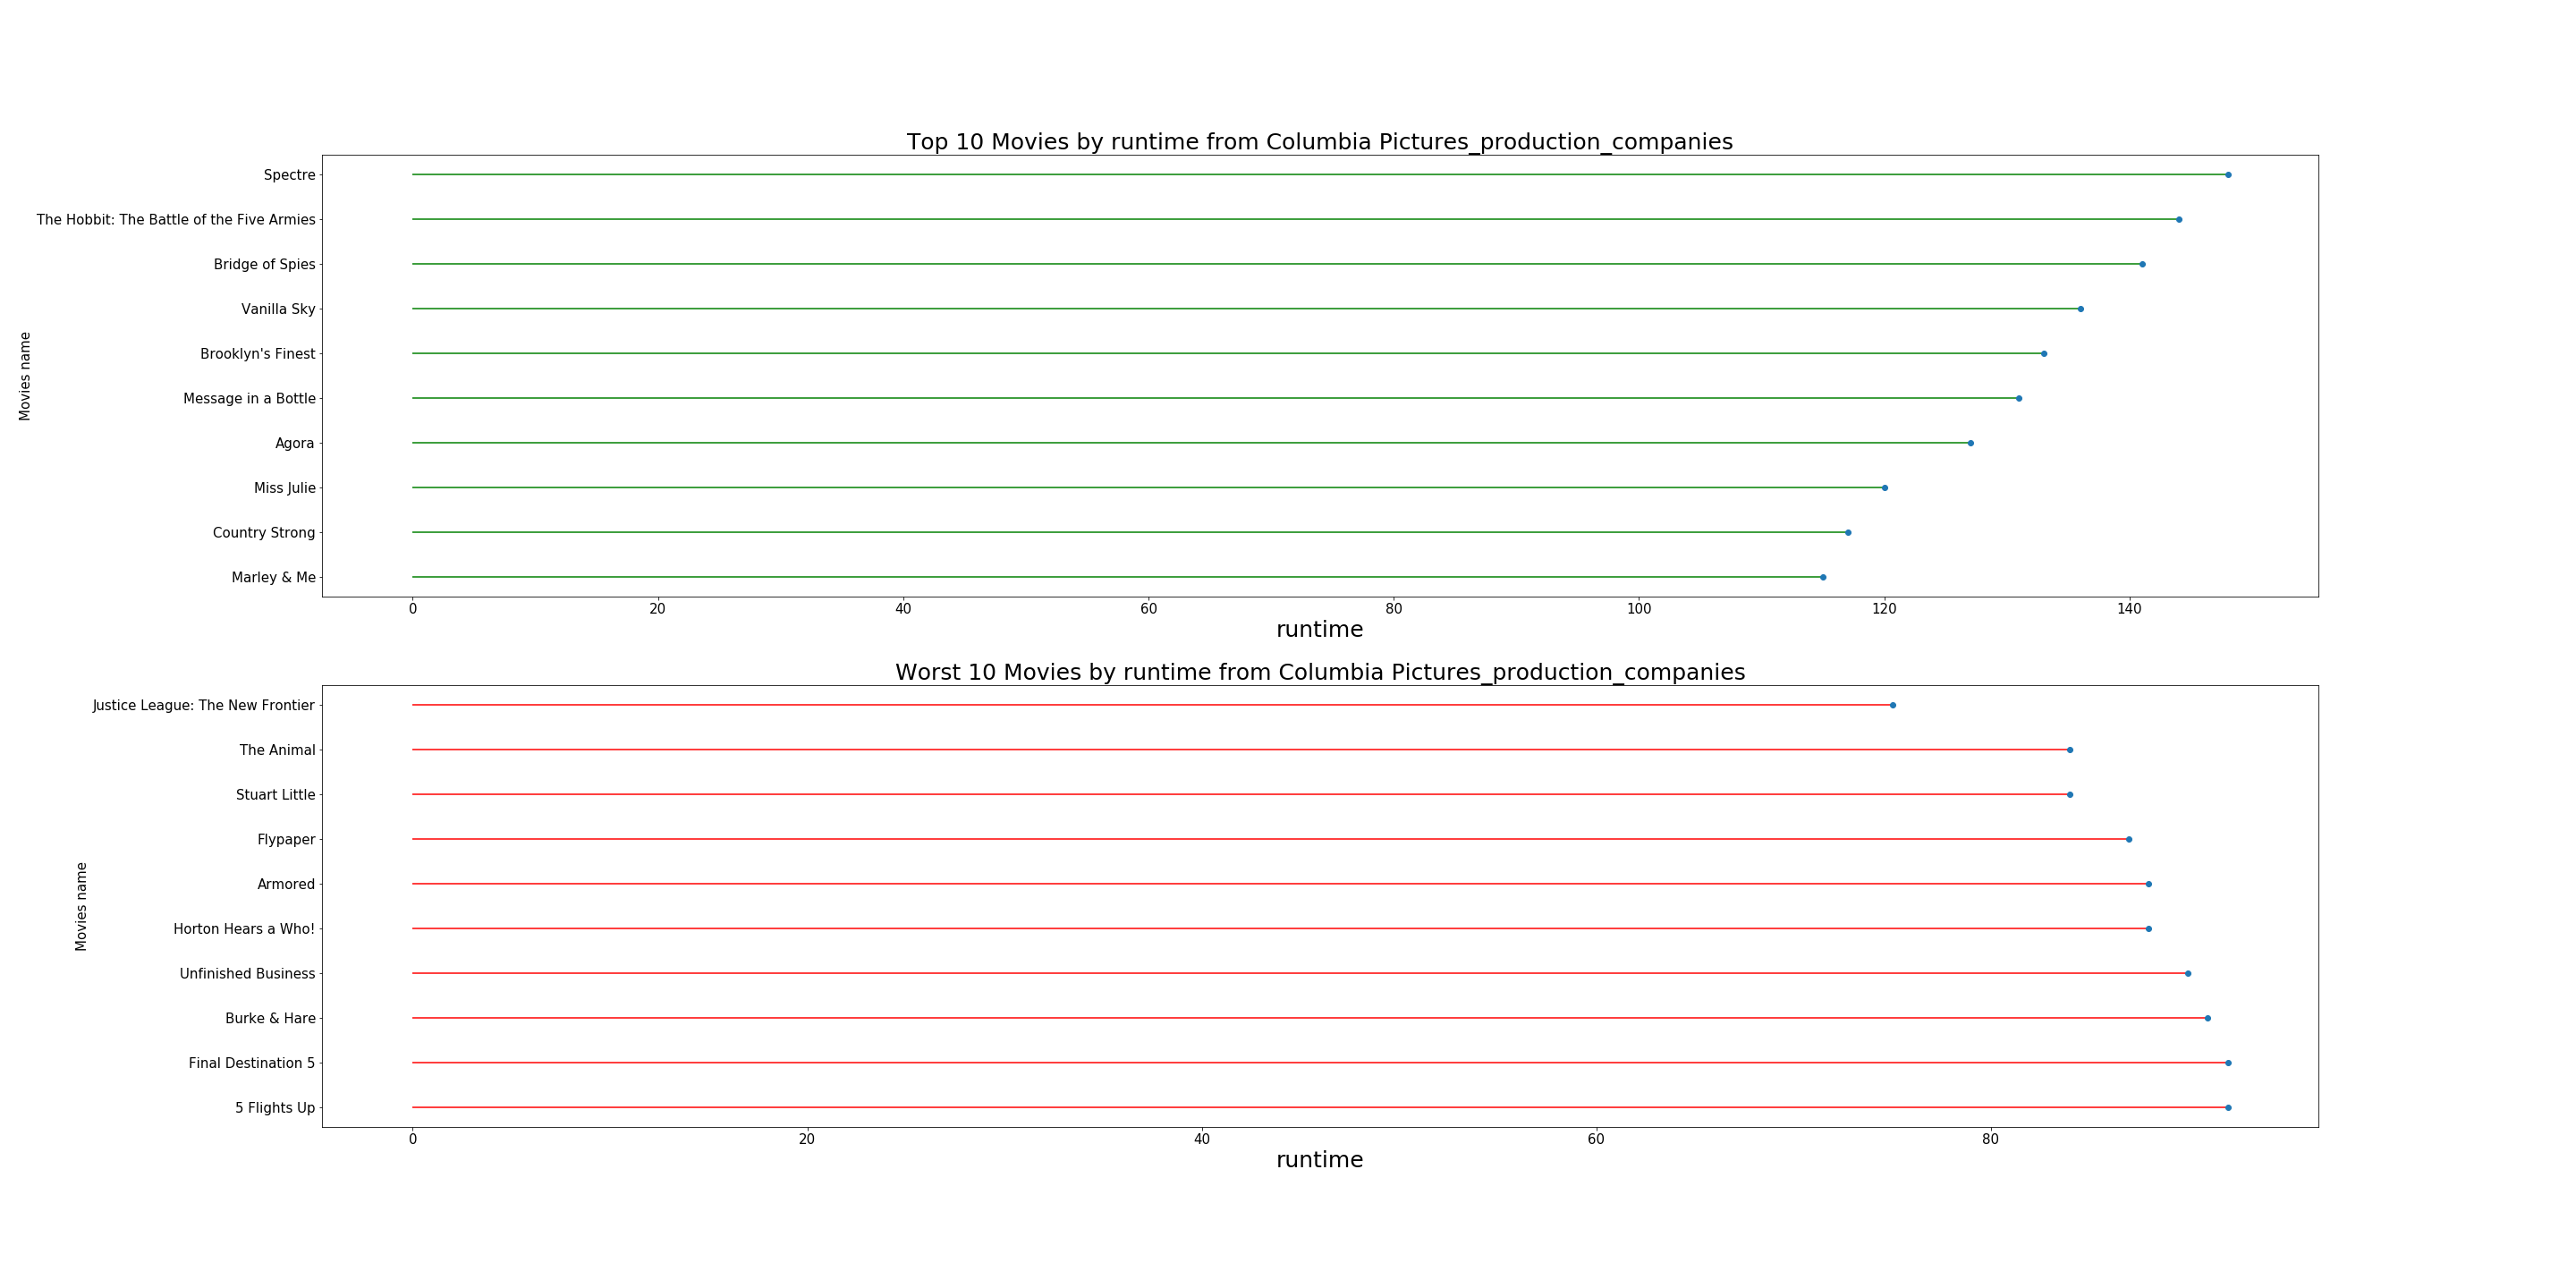 Top 10 Movies by runtime from Columbia Pictures_production_companies
Movies name
Spectre
The Hobbit: The Battle of the Five Armies
Bridge of Spies
Vanilla Sky
Brooklyn's Finest
Message in a Bottle
Agora
Miss Julie
Country Strong
Marley & Me
0 20 40 60 80 100 120 140
runtime
Worst 10 Movies by runtime from Columbia Pictures_production_companies
Movies name
Justice League: The New Frontier
The Animal
Stuart Little
Flypaper
Armored
Horton Hears a Who!
Unfinished Business
Burke & Hare
Final Destination 5
5 Flights Up
0 20 40 60 80
runtime